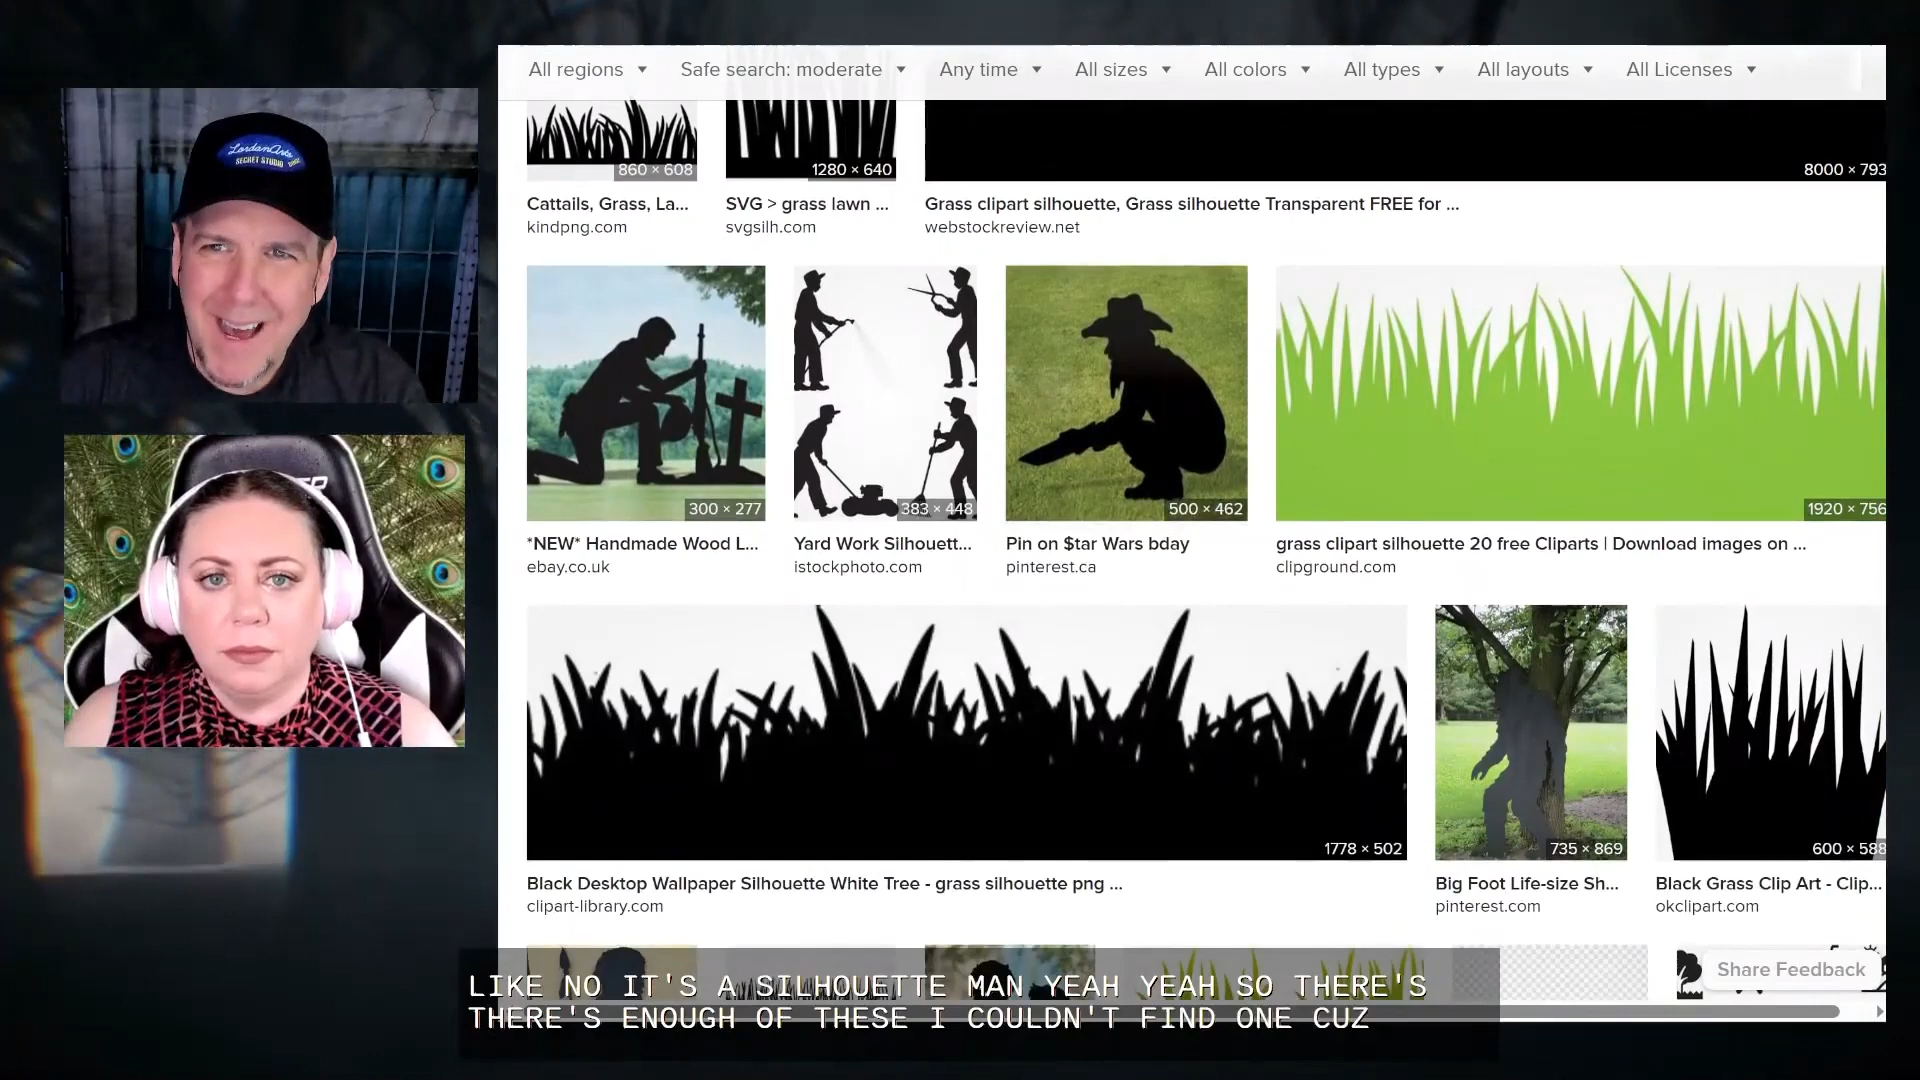 All regions
Safe search: moderate
Any time
All sizes
All colors
All types
All layouts
All Licenses
LordanArts
SECRET STUDIO
860 × 608
1280 × 640
8000 × 793
Cattails, Grass, La...
SVG > grass lawn ...
Grass clipart silhouette, Grass silhouette Transparent FREE for ...
kindpng.com
svgsilh.com
webstockreview.net
300 × 277
383 × 448
500 × 462
1920 × 756
*NEW* Handmade Wood L...
Yard Work Silhouett...
Pin on $tar Wars bday
grass clipart silhouette 20 free Cliparts | Download images on ...
ebay.co.uk
istockphoto.com
pinterest.ca
clipground.com
1778 × 502
735 × 869
600 × 588
Black Desktop Wallpaper Silhouette White Tree - grass silhouette png ...
Big Foot Life-size Sh...
Black Grass Clip Art - Clip...
clipart-library.com
pinterest.com
okclipart.com
Share Feedback
LIKE NO IT'S A SILHOUETTE MAN YEAH YEAH SO THERE'S
THERE'S ENOUGH OF THESE I COULDN'T FIND ONE CUZ